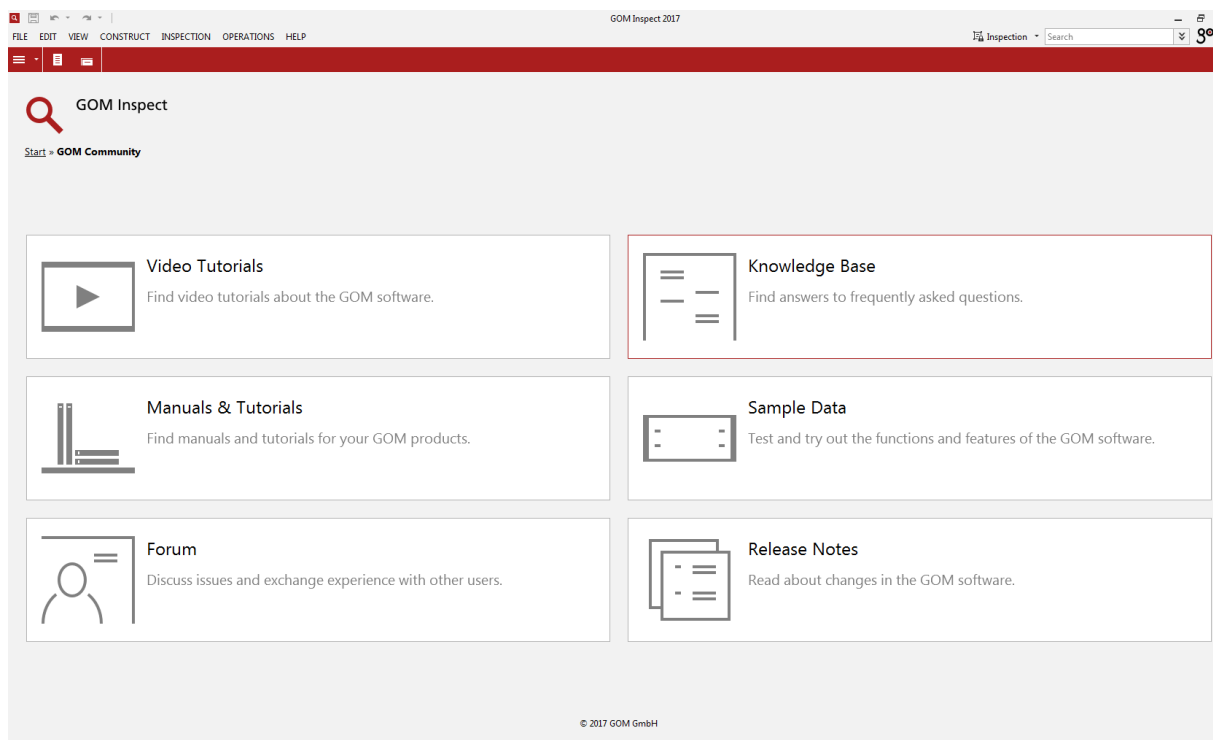 GOM Inspect 2017
FILE EDIT VIEW CONSTRUCT INSPECTION OPERATIONS HELP
Inspection Search
GOM Inspect
Start » GOM Community
Video Tutorials
Find video tutorials about the GOM software.
Knowledge Base
Find answers to frequently asked questions.
Manuals & Tutorials
Find manuals and tutorials for your GOM products.
Sample Data
Test and try out the functions and features of the GOM software.
Forum
Discuss issues and exchange experience with other users.
Release Notes
Read about changes in the GOM software.
© 2017 GOM GmbH